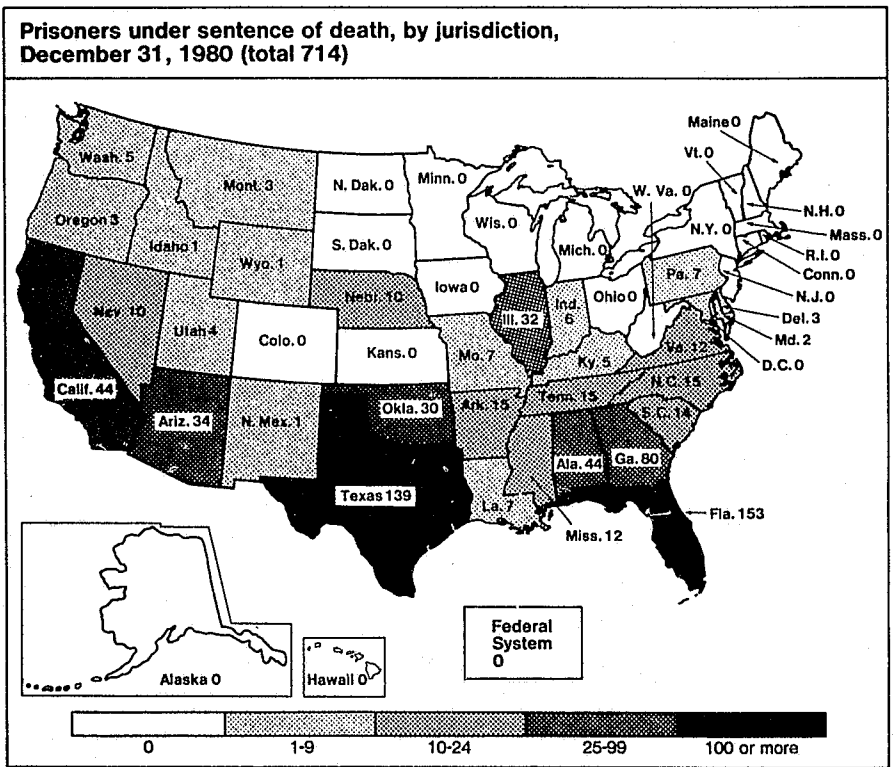 Prisoners under sentence of death, by jurisdiction,
December 31, 1980 (total 714)
Maine 0
Vt. 0
Wash. 5
Mont. 3
N. Dak. 0
Minn. 0
W. Va. 0
N.H. 0
Oregon 3
Idaho 1
S. Dak. 0
Wis. 0
Mich. 0
N.Y. 0
Mass. 0
R.I. 0
Conn. 0
Wyo. 1
Pa. 7
N.J. 0
Nev. 10
Nebr. 10
Iowa 0
Ill. 32
Ind.
6
Ohio 0
Del. 3
Md. 2
D.C. 0
Utah 4
Colo. 0
Kans. 0
Mo. 7
Ky. 5
Va. 12
Calif. 44
Ariz. 34
N. Mex. 1
Okla. 30
Ark. 15
Tenn. 15
N.C. 15
S.C. 14
Texas 139
La. 7
Ala. 44
Ga. 80
Miss. 12
Fla. 153
Alaska 0
Hawaii 0
Federal
System
0
0
1-9
10-24
25-99
100 or more